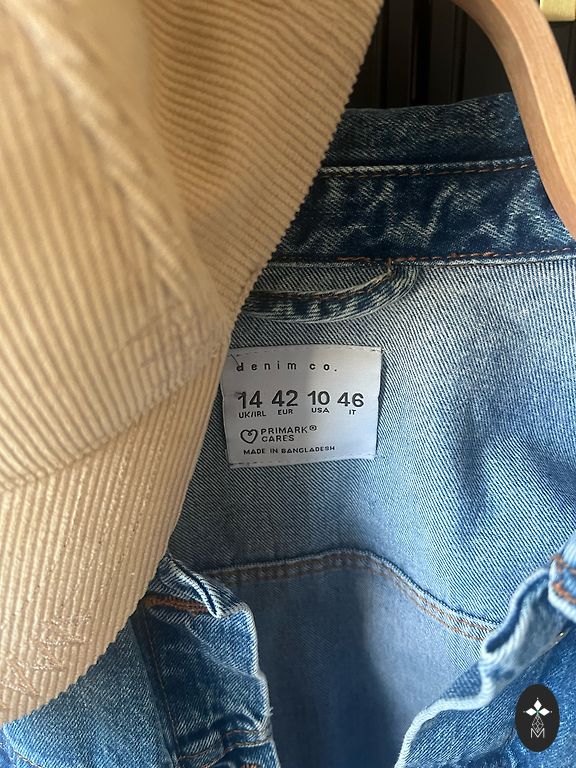 denim co.
14 42 10 46
UK/IRL EUR USA IT
PRIMARK®
CARES
MADE IN BANGLADESH
M